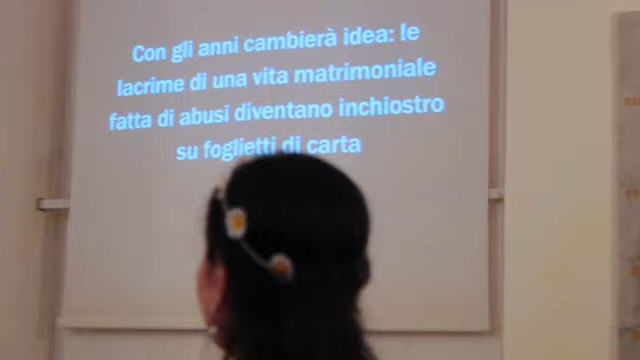 Con gli anni cambierà idea: le
lacrime di una vita matrimoniale
fatta di abusi diventano inchiostro
su foglietti di carta